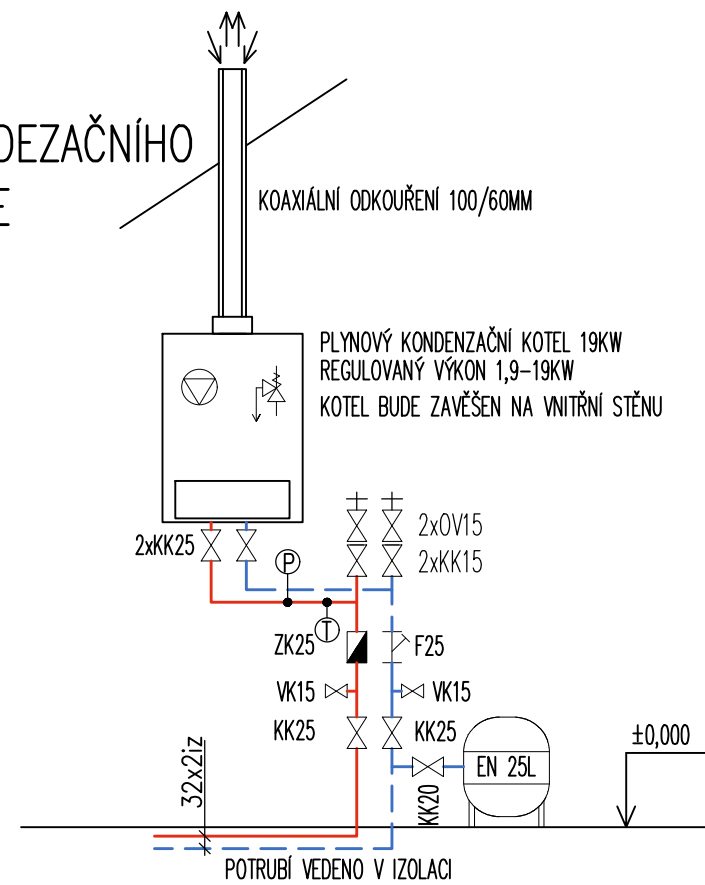 DEZAČNÍHO
E
KOAXIÁLNÍ ODKOUŘENÍ 100/60MM
PLYNOVÝ KONDENZAČNÍ KOTEL 19KW
REGULOVANÝ VÝKON 1,9-19KW
KOTEL BUDE ZAVĚŠEN NA VNITŘNÍ STĚNU
2xOV15
2xKK25
2xKK15
P
T
ZK25
F25
VK15
VK15
KK25
KK25
±0,000
EN 25L
KK20
32x2iz
POTRUBÍ VEDENO V IZOLACI